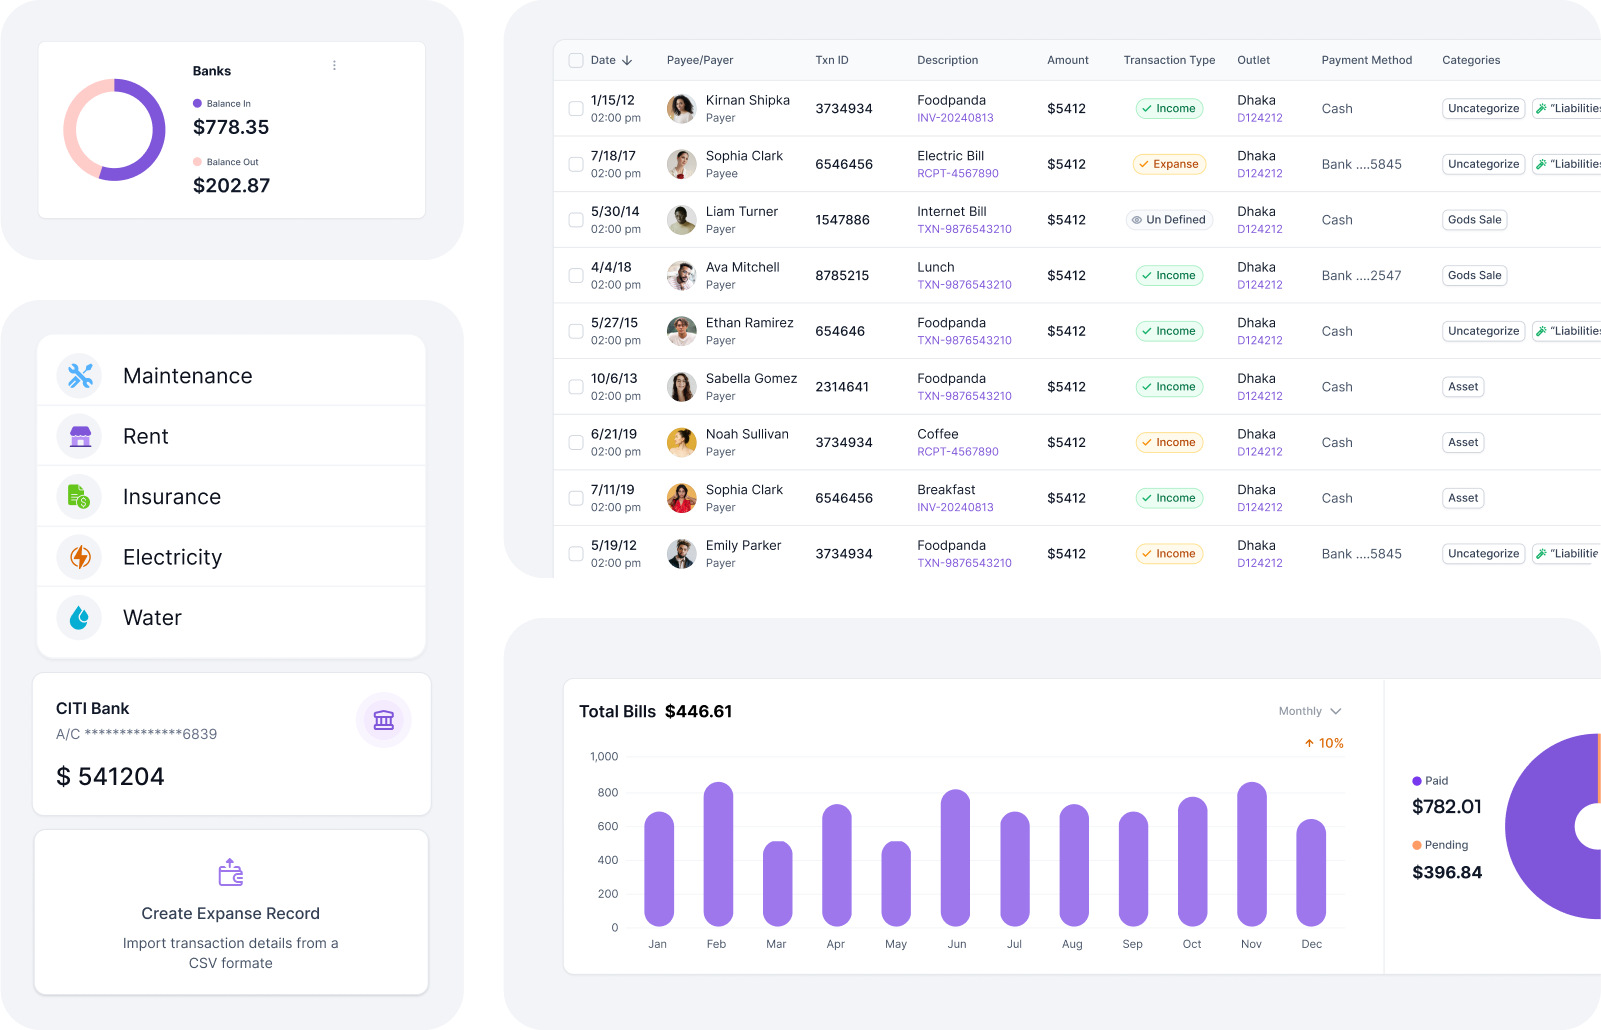 Banks
Balance In
$778.35
Balance Out
$202.87
Maintenance
Rent
Insurance
Electricity
Water
CITI Bank
A/C **************6839
$ 541204
Create Expanse Record
Import transaction details from a
CSV formate
Date Payee/Payer Txn ID Description Amount Transaction Type Outlet Payment Method Categories
1/15/12 Kirnan Shipka 3734934 Foodpanda $5412 Income Dhaka Cash Uncategorize "Liabilities
02:00 pm Payer INV-20240813 D124212
7/18/17 Sophia Clark 6546456 Electric Bill $5412 Expanse Dhaka Bank ....5845 Uncategorize "Liabilities
02:00 pm Payee RCPT-4567890 D124212
5/30/14 Liam Turner 1547886 Internet Bill $5412 Un Defined Dhaka Cash Gods Sale
02:00 pm Payer TXN-9876543210 D124212
4/4/18 Ava Mitchell 8785215 Lunch $5412 Income Dhaka Bank ....2547 Gods Sale
02:00 pm Payer TXN-9876543210 D124212
5/27/15 Ethan Ramirez 654646 Foodpanda $5412 Income Dhaka Cash Uncategorize "Liabilities
02:00 pm Payer TXN-9876543210 D124212
10/6/13 Sabella Gomez 2314641 Foodpanda $5412 Income Dhaka Cash Asset
02:00 pm Payer TXN-9876543210 D124212
6/21/19 Noah Sullivan 3734934 Coffee $5412 Income Dhaka Cash Asset
02:00 pm Payer RCPT-4567890 D124212
7/11/19 Sophia Clark 6546456 Breakfast $5412 Income Dhaka Cash Asset
02:00 pm Payer INV-20240813 D124212
5/19/12 Emily Parker 3734934 Foodpanda $5412 Income Dhaka Bank ....5845 Uncategorize "Liabilitie
02:00 pm Payer TXN-9876543210 D124212
Total Bills $446.61
Monthly
10%
1,000
800
600
400
200
0
Jan Feb Mar Apr May Jun Jul Aug Sep Oct Nov Dec
Paid
$782.01
Pending
$396.84